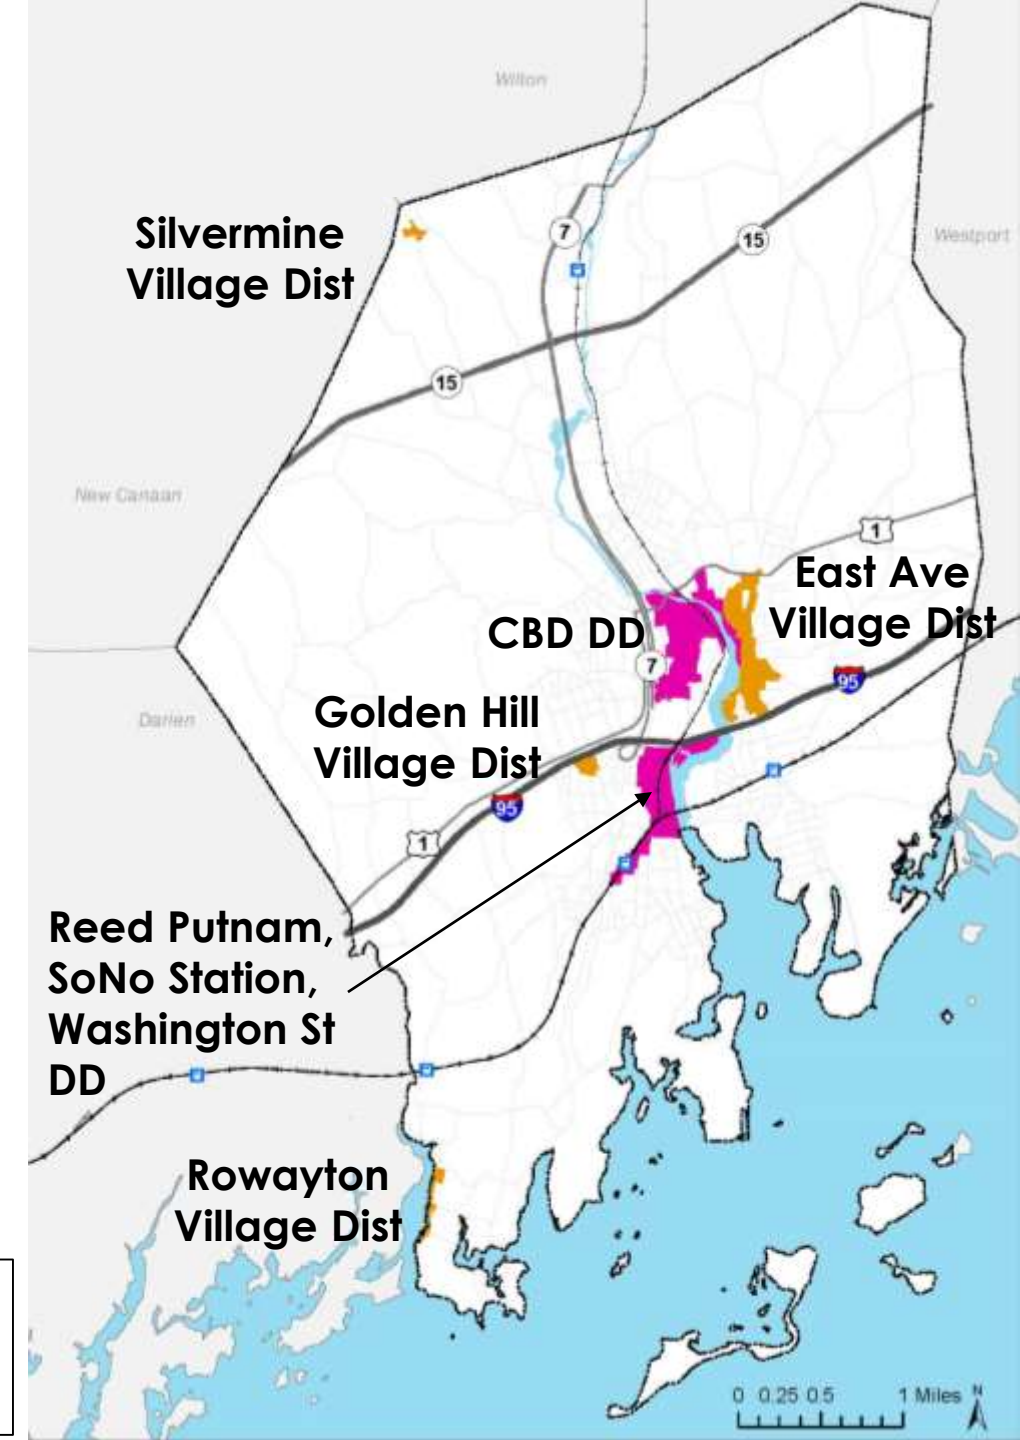 Wilton
Silvermine
Village Dist
7
15
Westport
15
New Canaan
1
East Ave
Village Dist
CBD DD
7
95
Golden Hill
Village Dist
Darien
95
1
Reed Putnam,
SoNo Station,
Washington St
DD
Rowayton
Village Dist
0 0.25 0.5 1 Miles
N